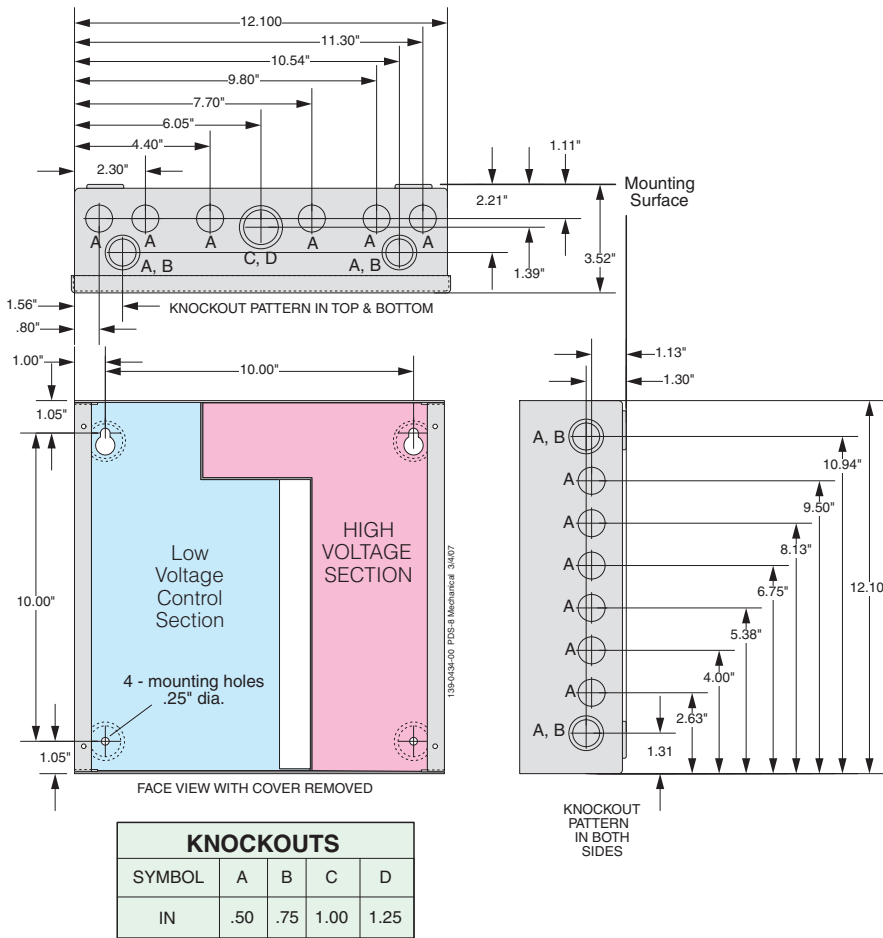 12.100
11.30"
10.54"
9.80"
7.70"
6.05"
4.40"
2.30"
1.11"
2.21"
Mounting
Surface
A A A C, D A A A
A, B A, B
1.39"
3.52"
1.56"
KNOCKOUT PATTERN IN TOP & BOTTOM
.80"
1.00"
10.00"
1.13"
1.30"
1.05"
A, B
10.94"
A
9.50"
A
8.13"
A
6.75"
A
5.38"
A
4.00"
A
2.63"
A, B
1.31
12.10
HIGH
VOLTAGE
SECTION
Low
Voltage
Control
Section
10.00"
139-0434-00 PDS-8 Mechanical 3/4/07
4 - mounting holes
.25" dia.
1.05"
FACE VIEW WITH COVER REMOVED
KNOCKOUT
PATTERN
IN BOTH
SIDES
KNOCKOUTS
SYMBOL A B C D
IN .50 .75 1.00 1.25